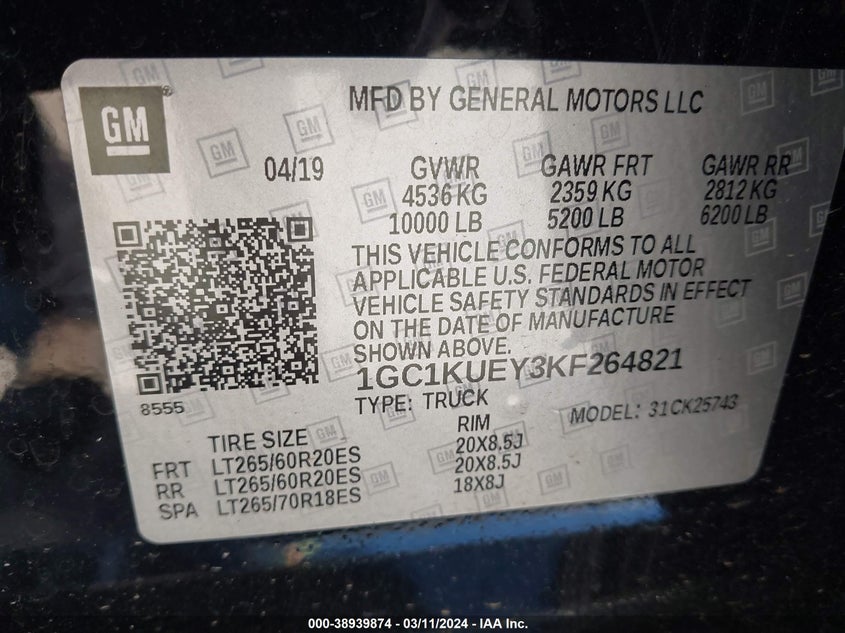 GM
®
MFD BY GENERAL MOTORS LLC
04/19
GVWR GAWR FRT GAWR RR
4536 KG 2359 KG 2812 KG
10000 LB 5200 LB 6200 LB
THIS VEHICLE CONFORMS TO ALL
APPLICABLE U.S. FEDERAL MOTOR
VEHICLE SAFETY STANDARDS IN EFFECT
ON THE DATE OF MANUFACTURE
SHOWN ABOVE.
1GC1KUEY3KF264821
8555
TYPE: TRUCK MODEL: 31CK25743
TIRE SIZE RIM
FRT LT265/60R20ES 20X8.5J
RR LT265/60R20ES 20X8.5J
SPA LT265/70R18ES 18X8J
000-38939874 - 03/11/2024 - IAA Inc.